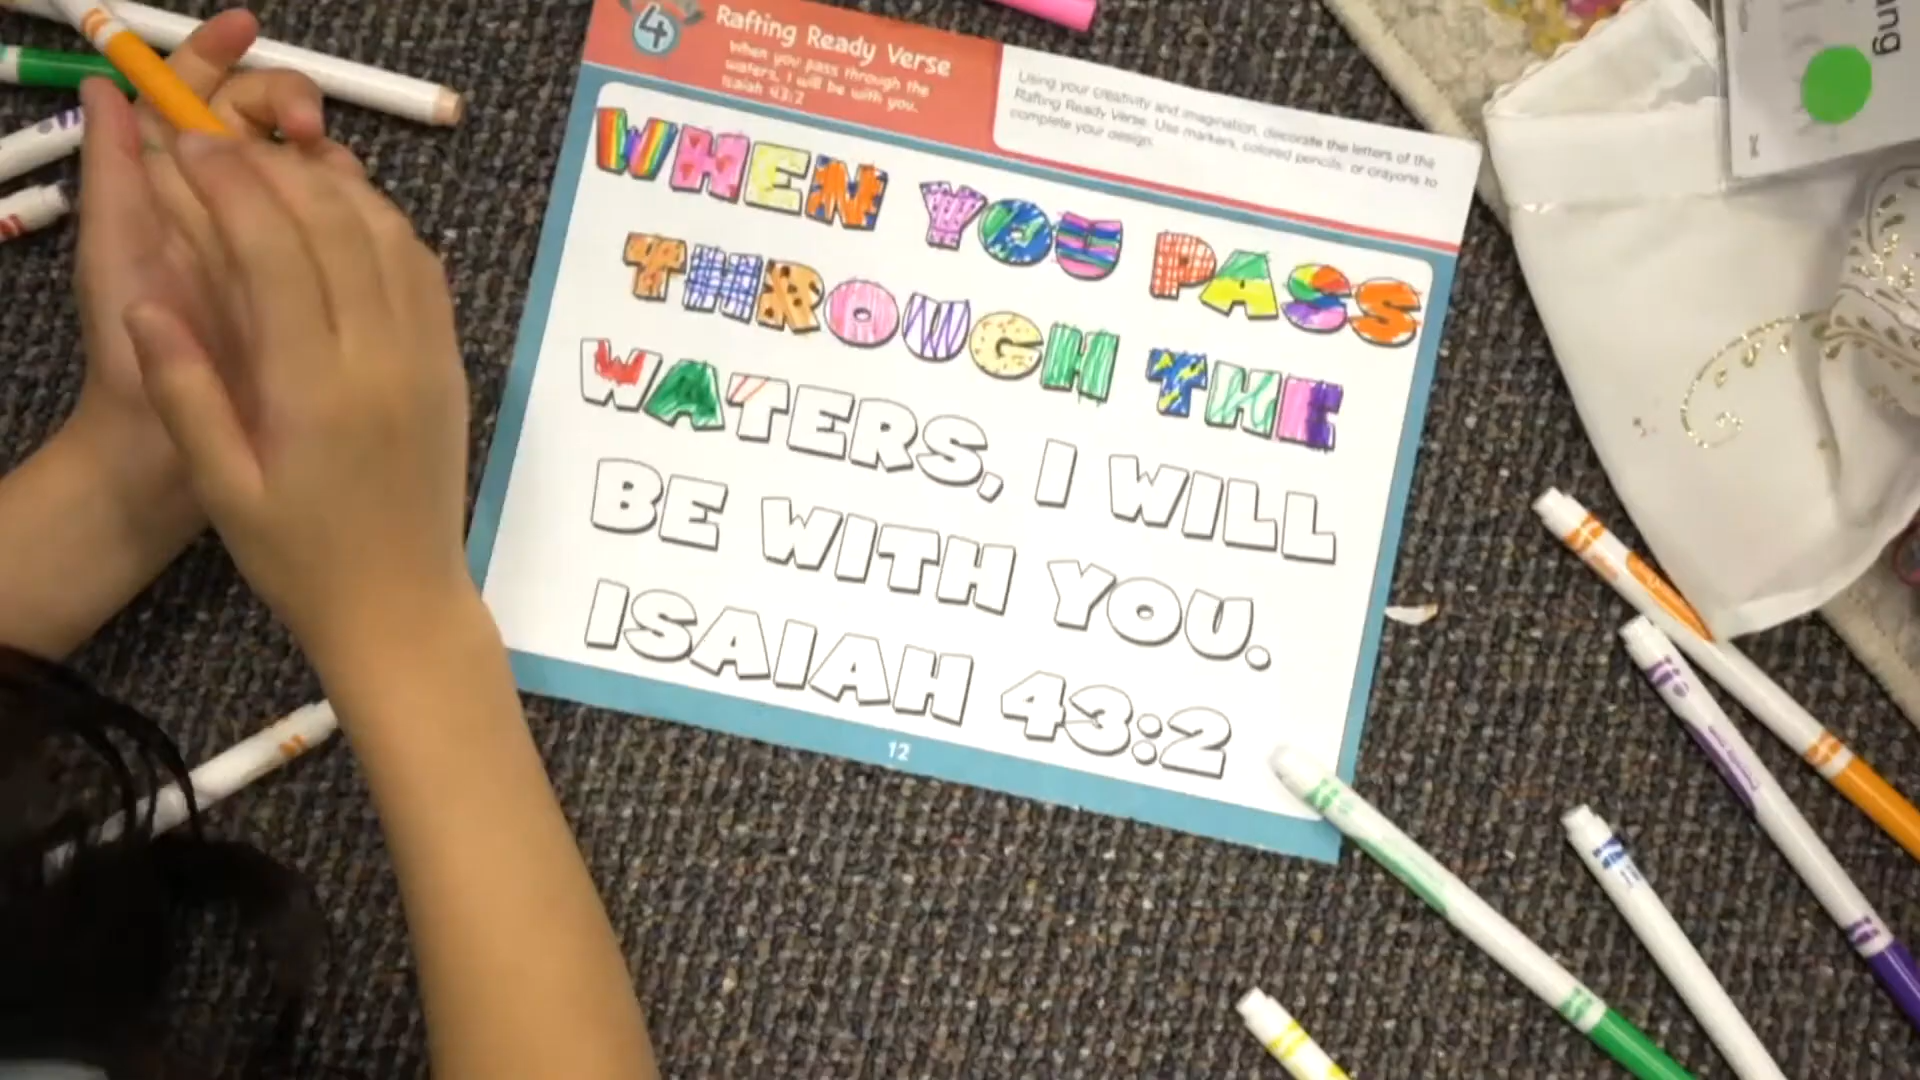 4
Rafting Ready Verse
When you pass through the
waters, I will be with you.
Isaiah 43:2
Using your creativity and imagination, decorate the letters of the
Rafting Ready Verse. Use markers, colored pencils, or crayons to
complete your design.
WHEN YOU PASS
THROUGH THE
WATERS, I WILL
BE WITH YOU.
ISAIAH 43:2
12
ang